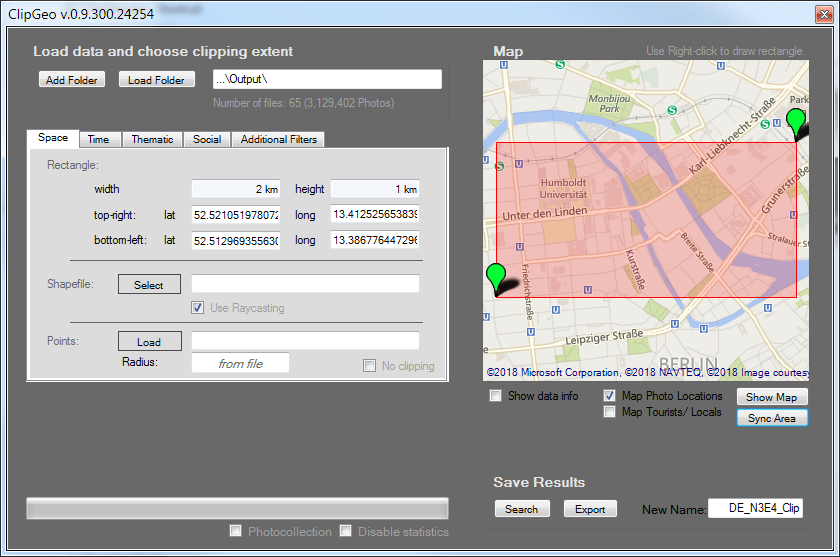 ClipGeo v.0.9.300.24254
Load data and choose clipping extent
Add Folder Load Folder ...\Output\
Number of files: 65 (3,129,402 Photos)
Space Time Thematic Social Additional Filters
Rectangle:
width 2 km height 1 km
top-right: lat 52.521051978072 long 13.412525653839
bottom-left: lat 52.51296935563 long 13.386776447296
Shapefile: Select
Use Raycasting
Points: Load
Radius: from file No clipping
Photocollection Disable statistics
Map Use Right-click to draw rectangle.
Monbijou
Park
Park
Karl-Liebknecht-Straße
Humboldt
Universität
Grunerstraße
Unter den Linden
Stralauer
Breite Straße
Kurstraße
Friedrichstraße
Leipziger Straße
BERLIN
©2018 Microsoft Corporation, ©2018 NAVTEQ, ©2018 Image courtesy
Show data info Map Photo Locations Show Map
Map Tourists/ Locals Sync Area
Save Results
Search Export New Name: DE_N3E4_Clip